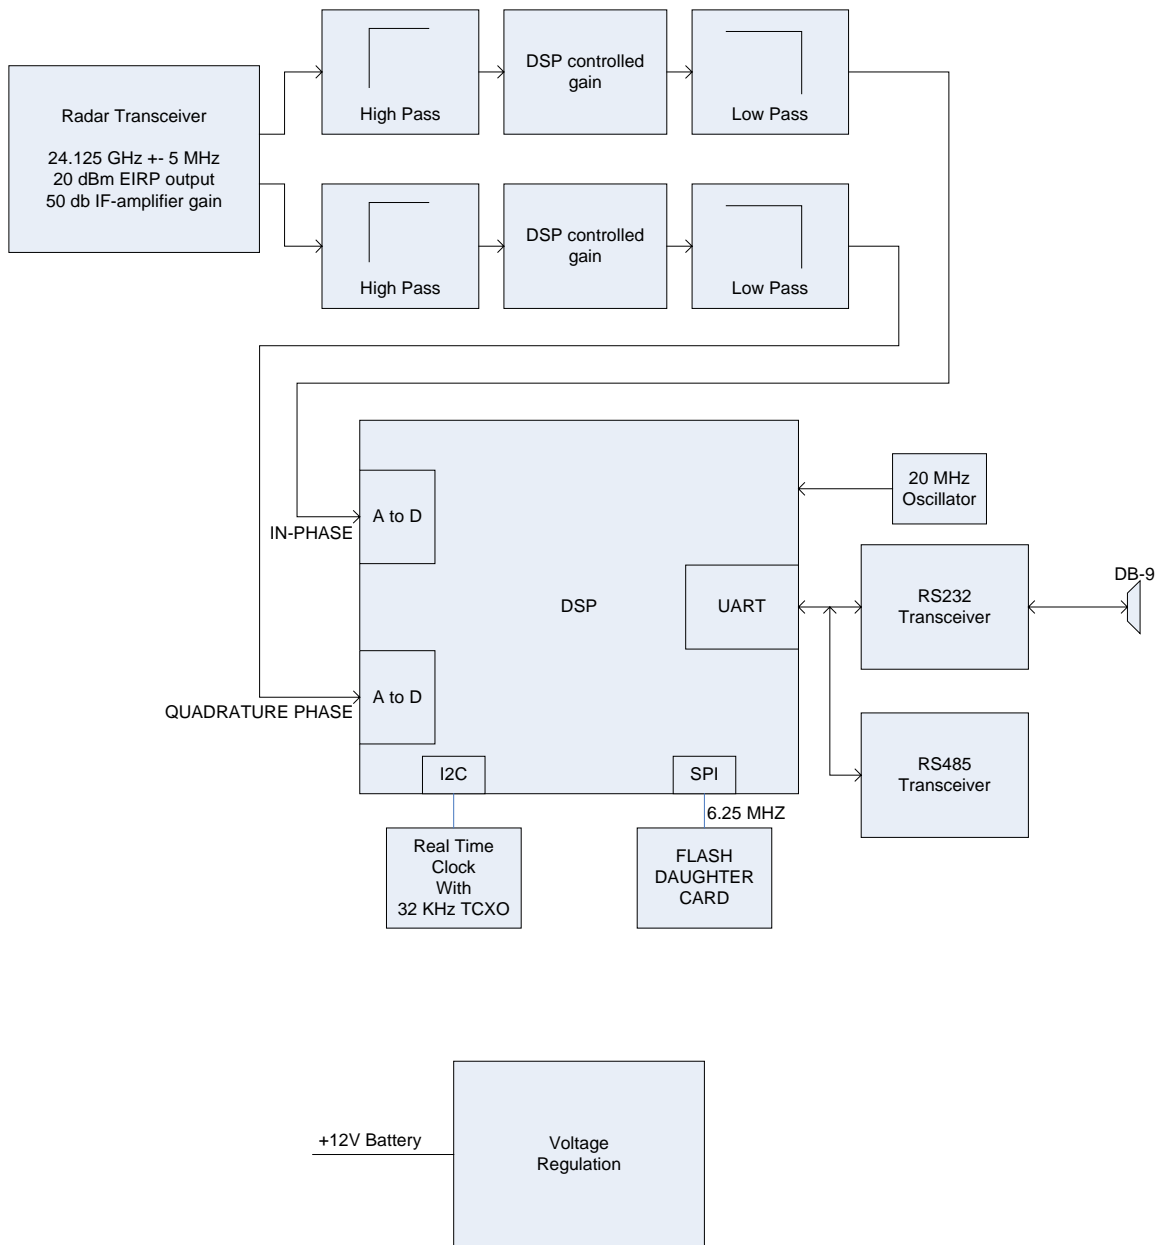 High Pass
DSP controlled
gain
Low Pass
Radar Transceiver
24.125 GHz +- 5 MHz
20 dBm EIRP output
50 db IF-amplifier gain
High Pass
DSP controlled
gain
Low Pass
A to D
IN-PHASE
20 MHz
Oscillator
DSP
UART
RS232
Transceiver
DB-9
A to D
QUADRATURE PHASE
RS485
Transceiver
I2C
SPI
6.25 MHZ
Real Time
Clock
With
32 KHz TCXO
FLASH
DAUGHTER
CARD
+12V Battery
Voltage
Regulation